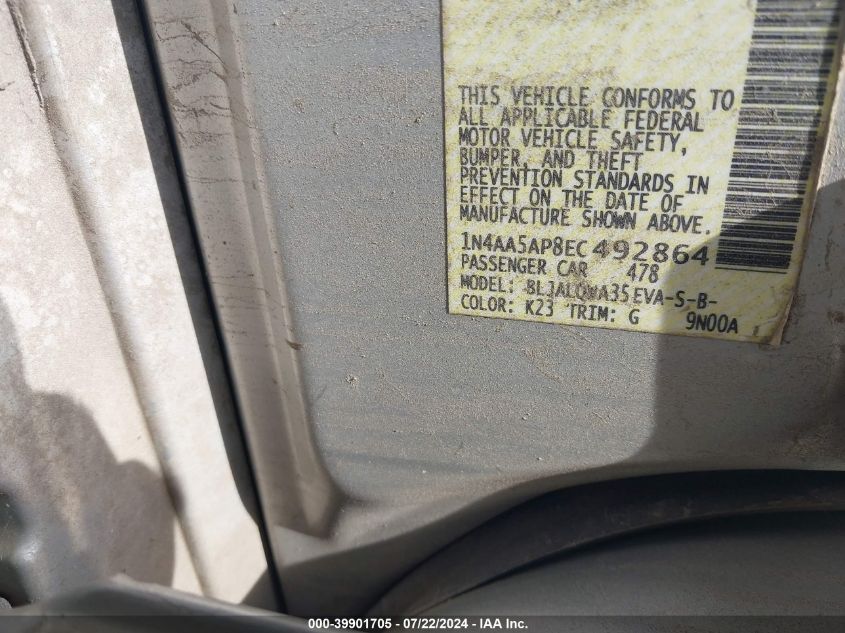 THIS VEHICLE CONFORMS TO
ALL APPLICABLE FEDERAL
MOTOR VEHICLE SAFETY,
BUMPER, AND THEFT
PREVENTION STANDARDS IN
EFFECT ON THE DATE OF
MANUFACTURE SHOWN ABOVE.
1N4AA5AP8EC492864
PASSENGER CAR 478
MODEL: BLJALQWA35EVA-S-B-
COLOR: K23 TRIM: G 9N00A
000-39901705 - 07/22/2024 - IAA Inc.